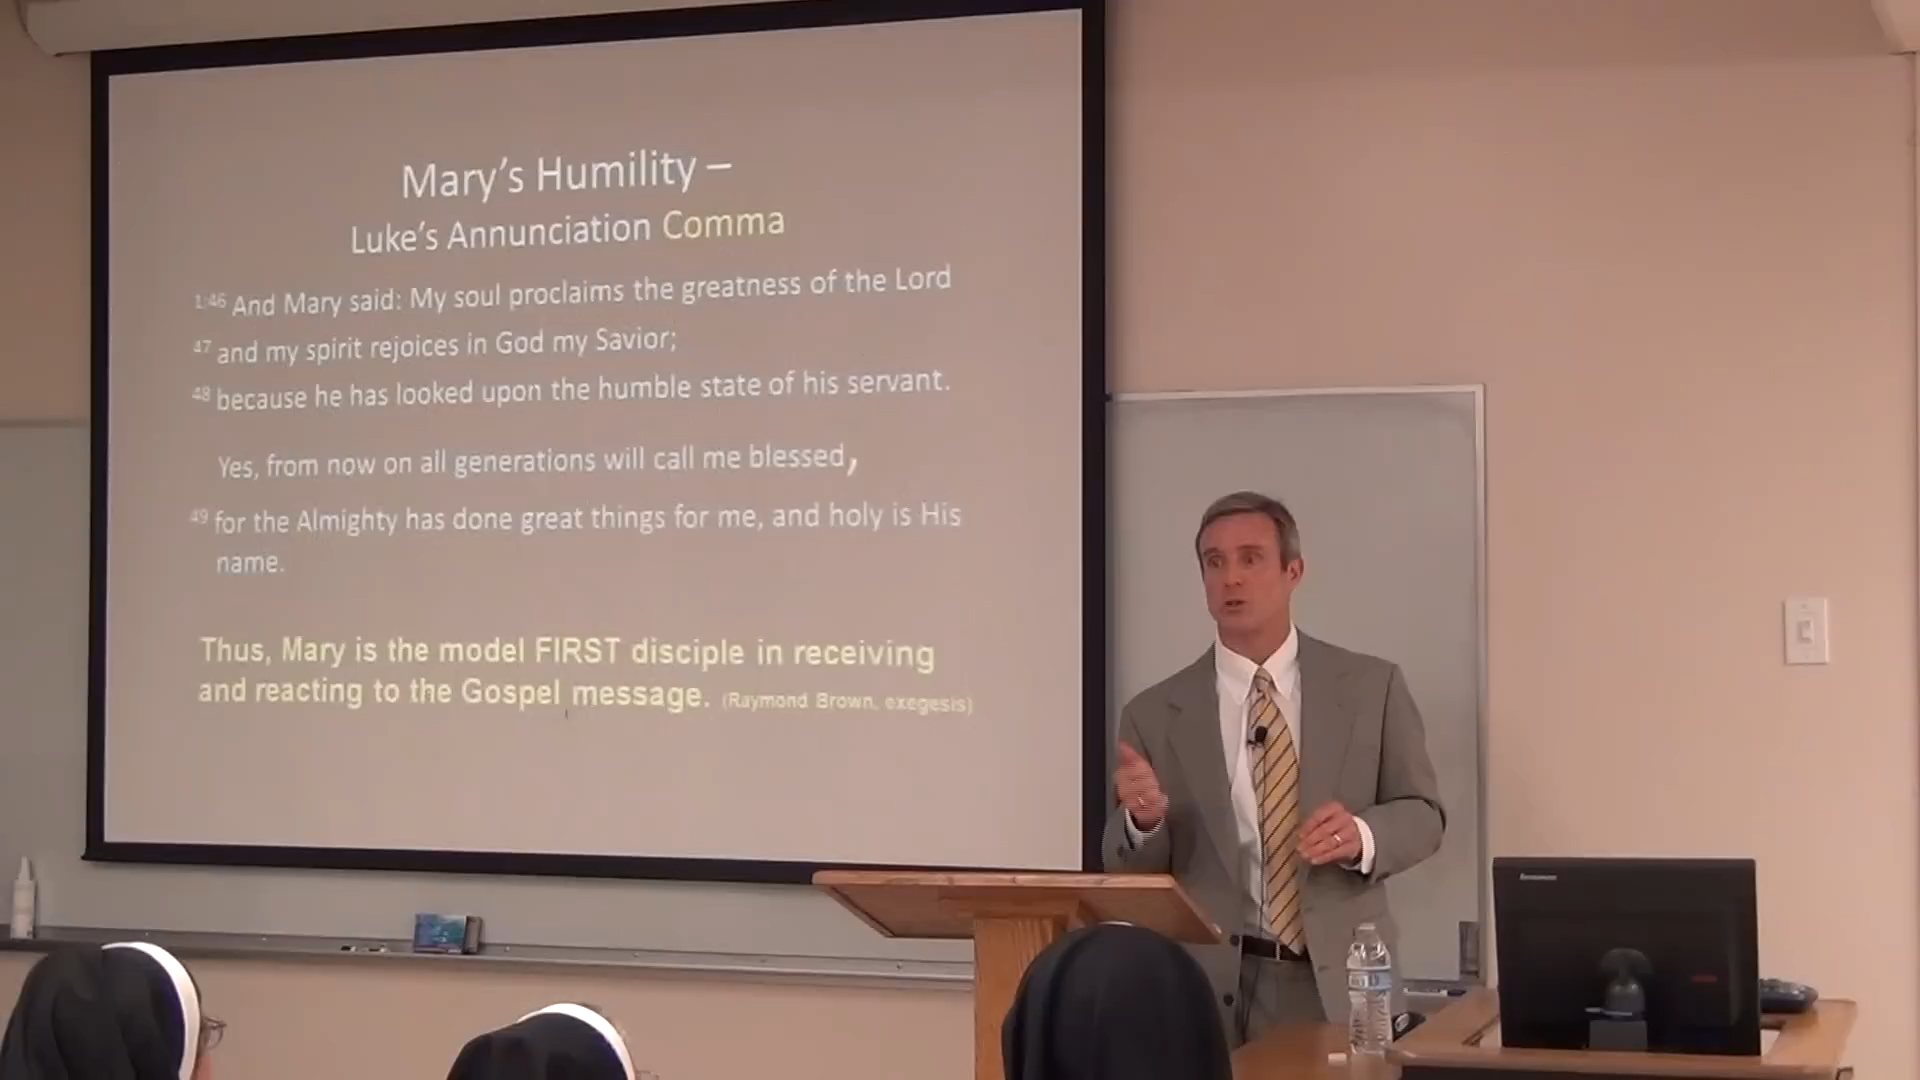 Mary's Humility –
Luke's Annunciation Comma
1:46 And Mary said: My soul proclaims the greatness of the Lord
47 and my spirit rejoices in God my Savior;
48 because he has looked upon the humble state of his servant.
Yes, from now on all generations will call me blessed,
49 for the Almighty has done great things for me, and holy is His
name.
Thus, Mary is the model FIRST disciple in receiving
and reacting to the Gospel message. (Raymond Brown, exegesis)
lenovo